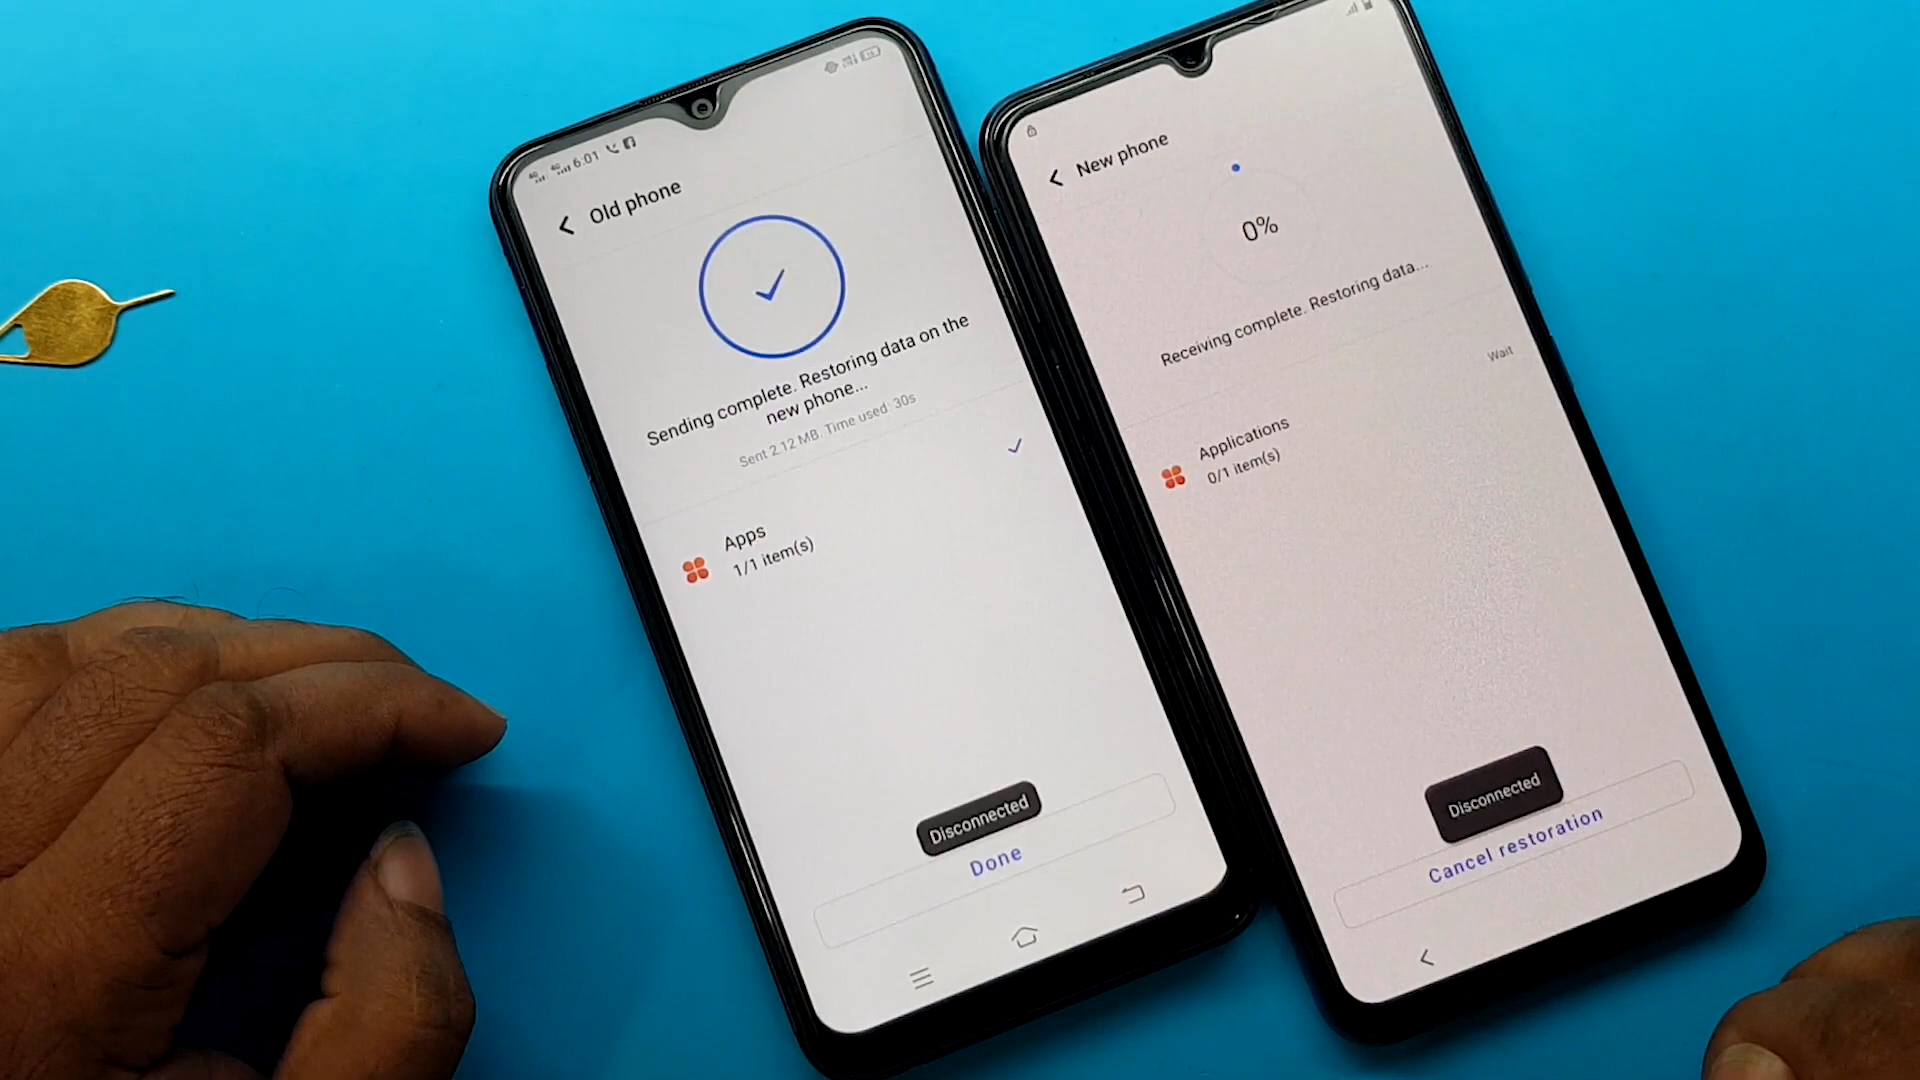 6:01
Old phone
Sending complete. Restoring data on the
new phone...
Sent 2.12 MB. Time used: 30s
Apps
1/1 item(s)
Disconnected
Done
New phone
0%
Receiving complete. Restoring data...
Wait
Applications
0/1 item(s)
Disconnected
Cancel restoration